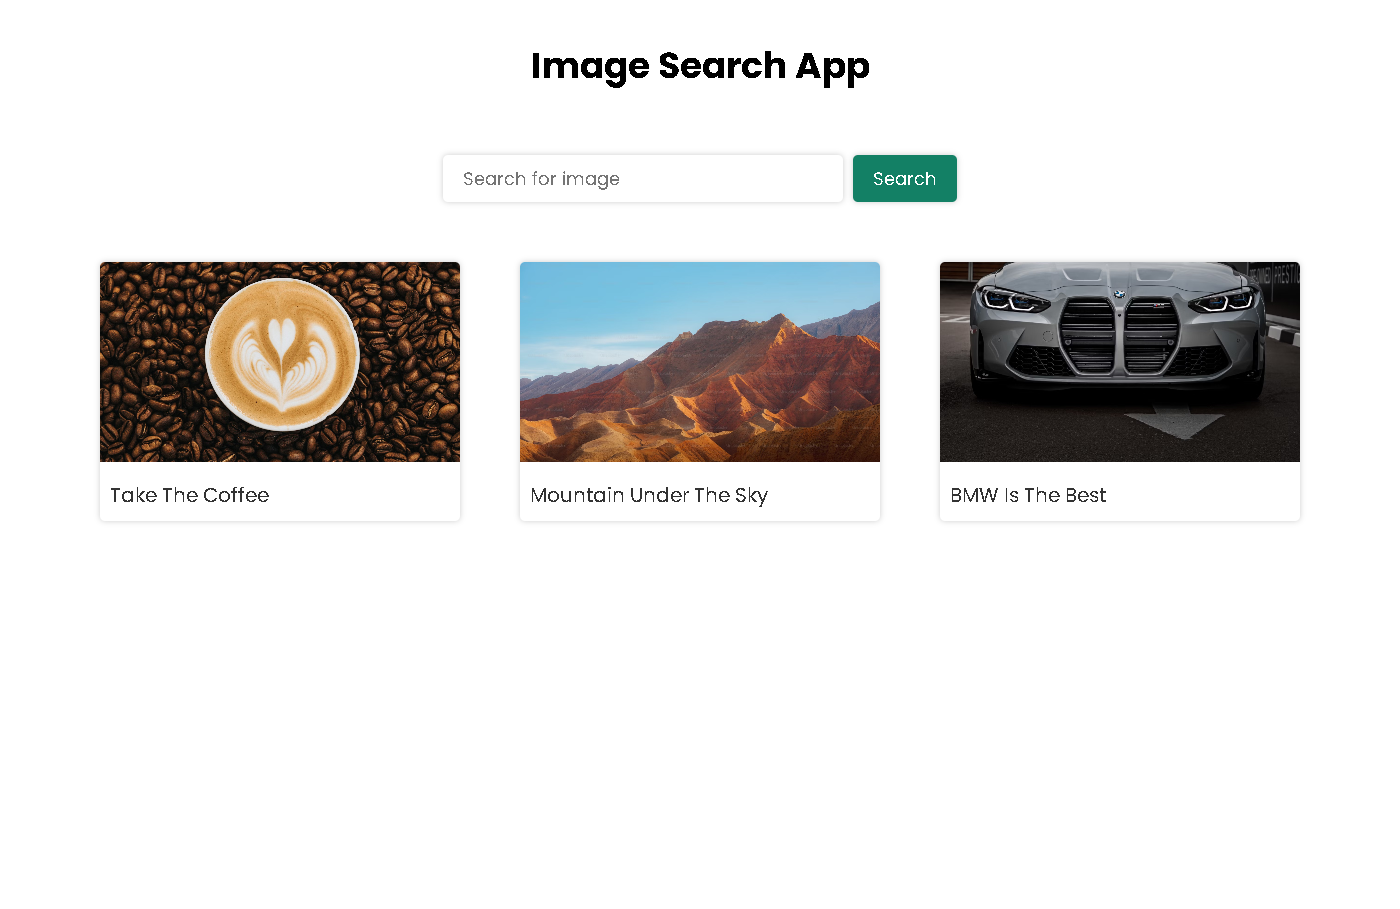 Image Search App
Search for image
Search
Take The Coffee
Mountain Under The Sky
BMW Is The Best